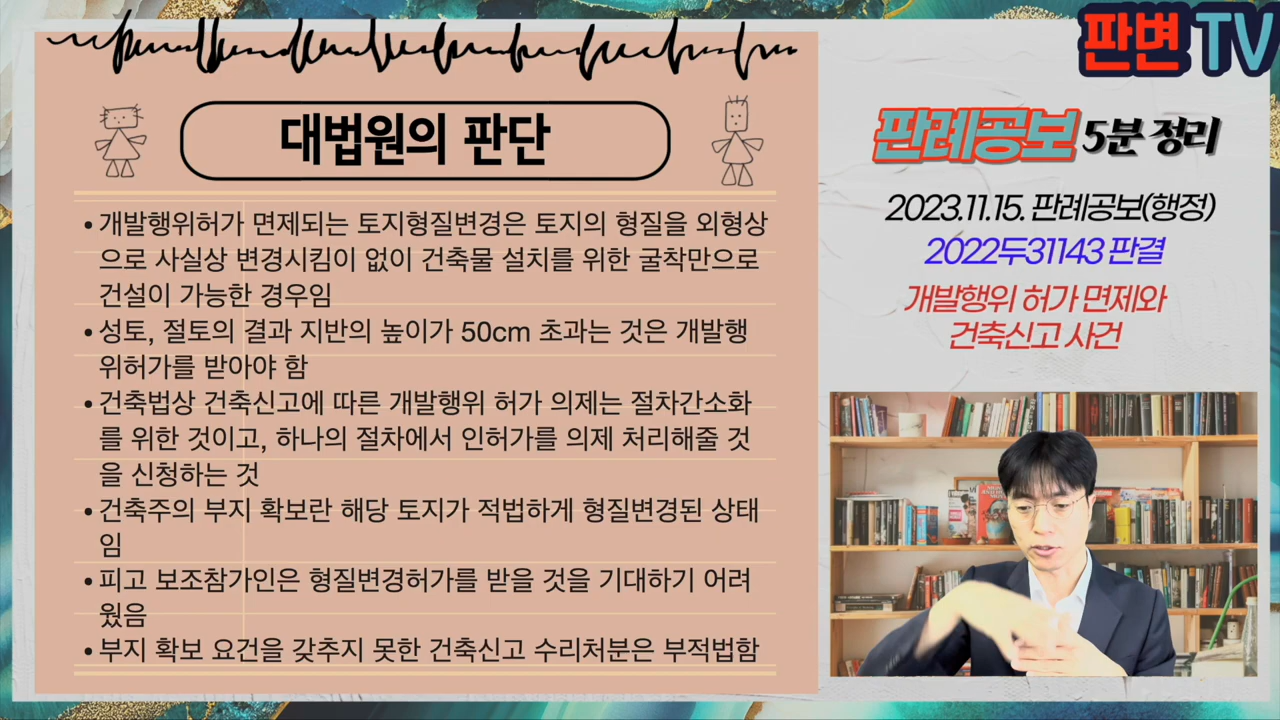 판변 TV
대법원의 판단
• 개발행위허가 면제되는 토지형질변경은 토지의 형질을 외형상
으로 사실상 변경시킴이 없이 건축물 설치를 위한 굴착만으로
건설이 가능한 경우임
• 성토, 절토의 결과 지반의 높이가 50cm 초과는 것은 개발행
위허가를 받아야 함
• 건축법상 건축신고에 따른 개발행위 허가 의제는 절차간소화
를 위한 것이고, 하나의 절차에서 인허가를 의제 처리해줄 것
을 신청하는 것
• 건축주의 부지 확보란 해당 토지가 적법하게 형질변경된 상태
임
• 피고 보조참가인은 형질변경허가를 받을 것을 기대하기 어려
웠음
• 부지 확보 요건을 갖추지 못한 건축신고 수리처분은 부적법함
판례공보 5분 정리
2023.11.15. 판례공보(행정)
2022두31143 판결
개발행위 허가 면제와
건축신고 사건